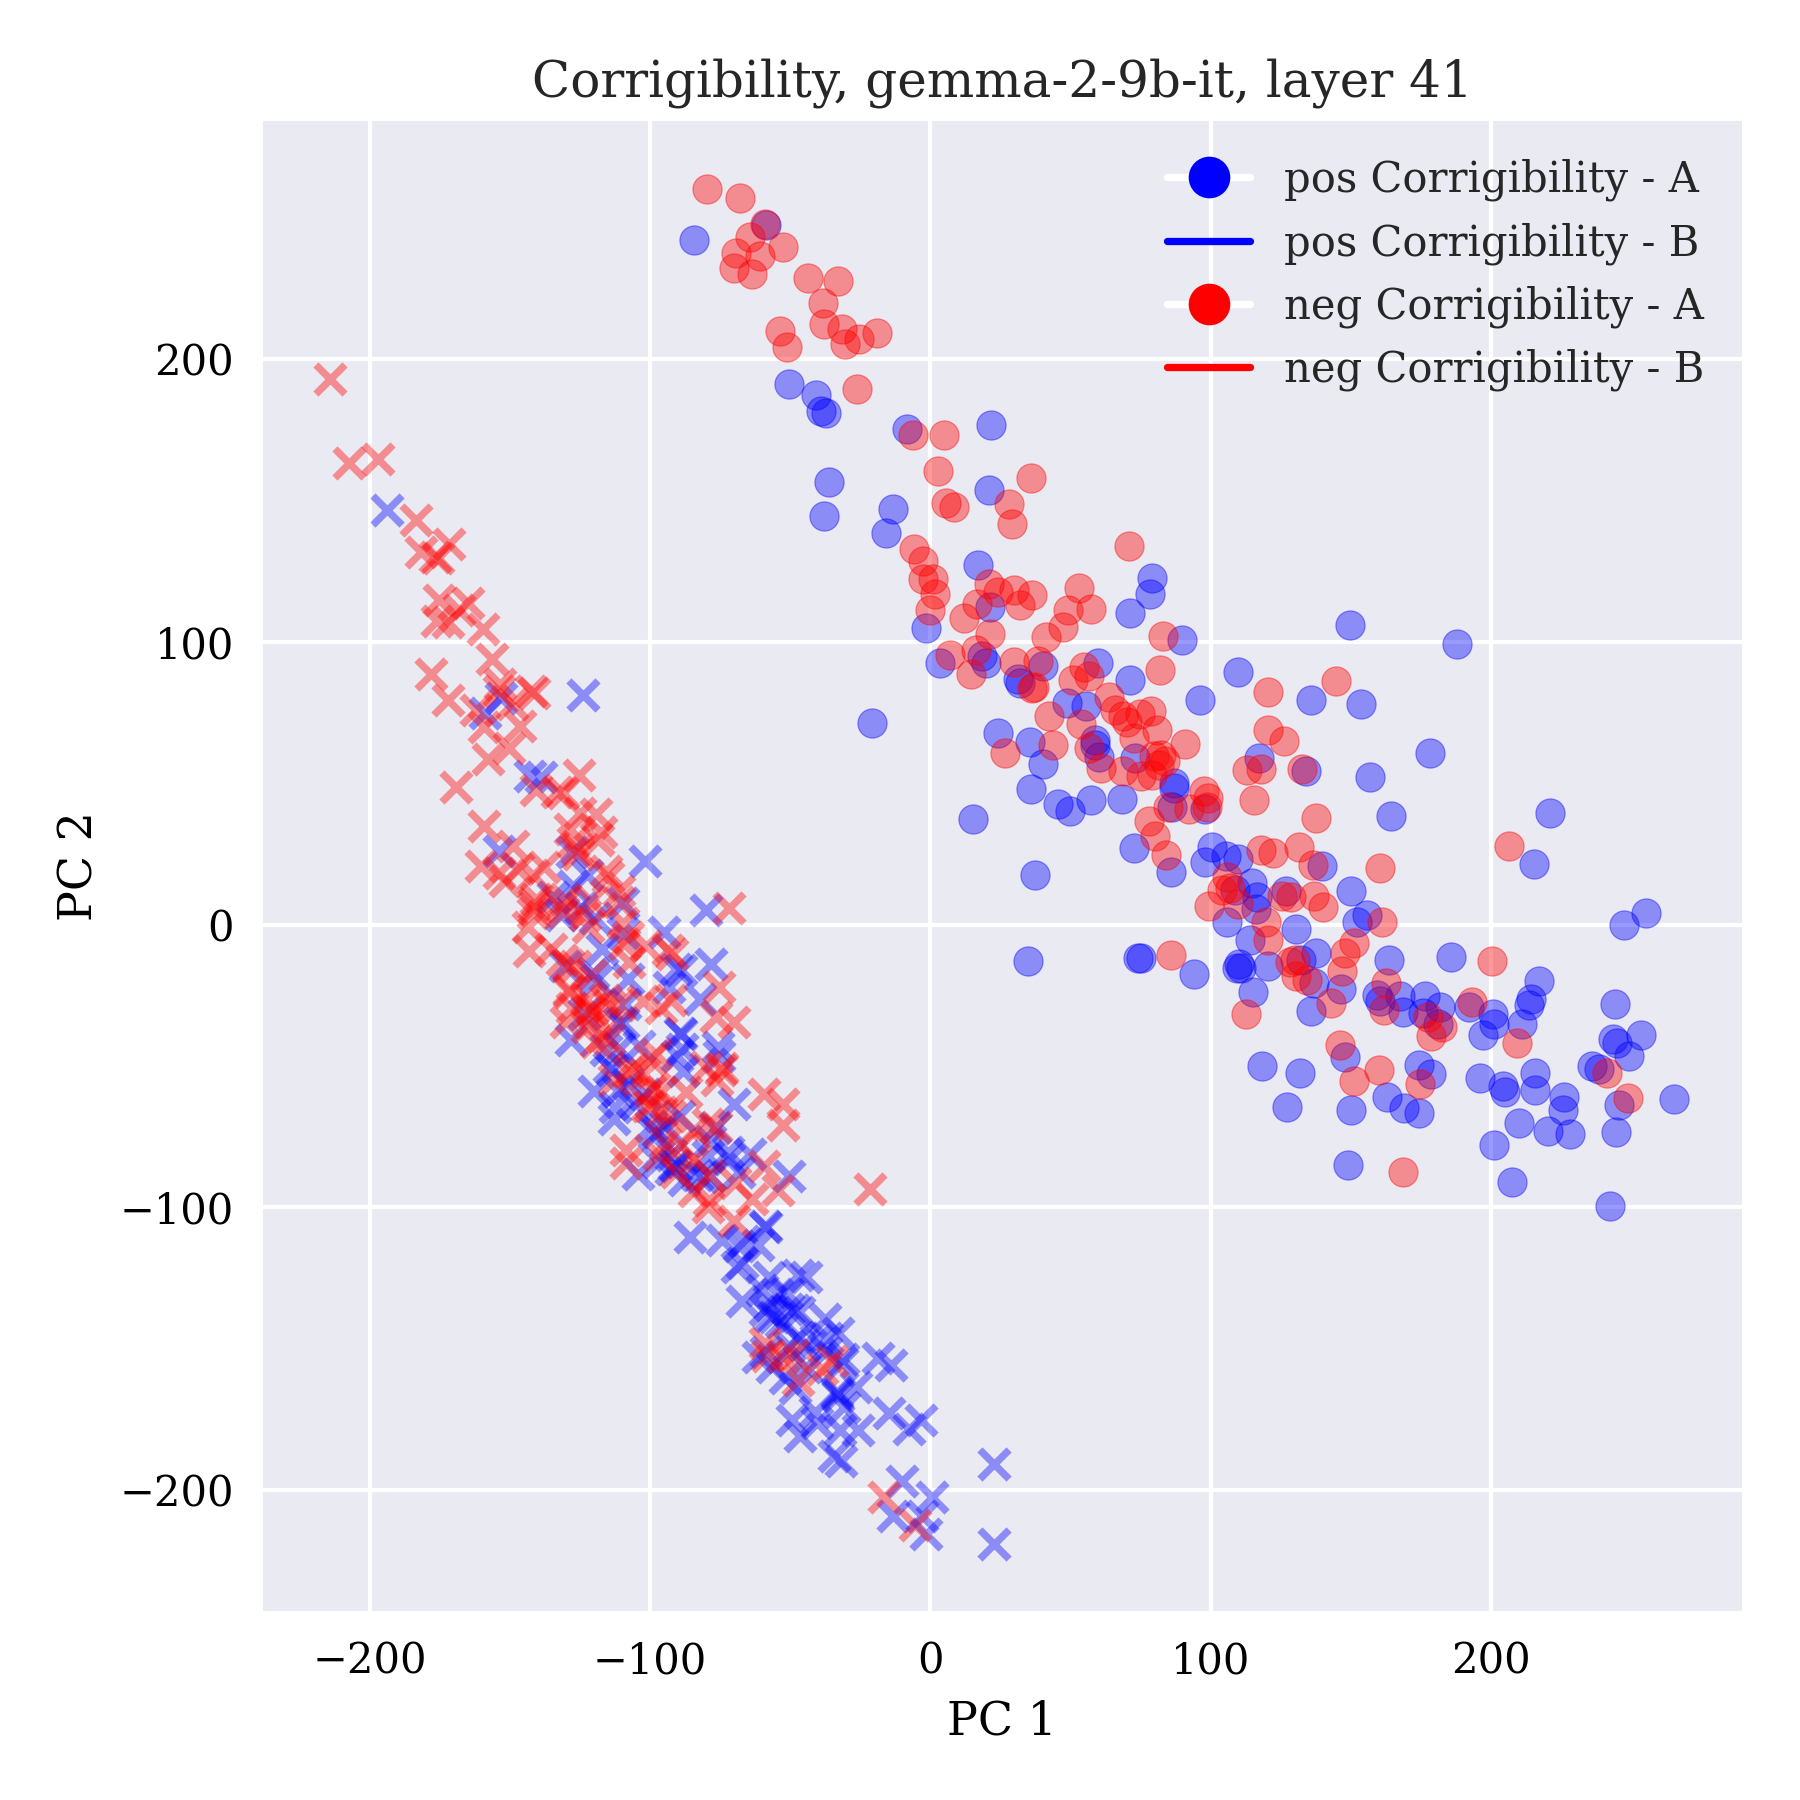 Corrigibility, gemma-2-9b-it, layer 41
pos Corrigibility - A
pos Corrigibility - B
neg Corrigibility - A
neg Corrigibility - B
200
100
0
−100
−200
PC 2
−200
−100
0
100
200
PC 1